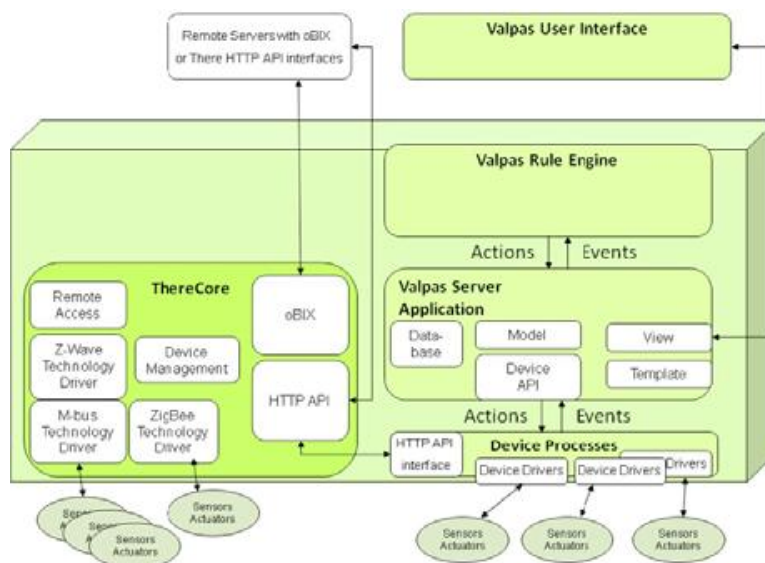 Remote Servers with oBIX
or There HTTP API interfaces
Valpas User Interface
Valpas Rule Engine
Actions
Events
ThereCore
Remote
Access
oBIX
Z-Wave
Technology
Driver
Device
Management
HTTP API
M-bus
Technology
Driver
ZigBee
Technology
Driver
Valpas Server
Application
Data-
base
Model
View
Device
API
Template
Actions
Events
HTTP API
interface
Device Processes
Device Drivers
Device Drivers
Drivers
Sensors
Actuators
Sensors
Actuators
Sensors
Actuators
Sensors
Actuators
Sensors
Actuators